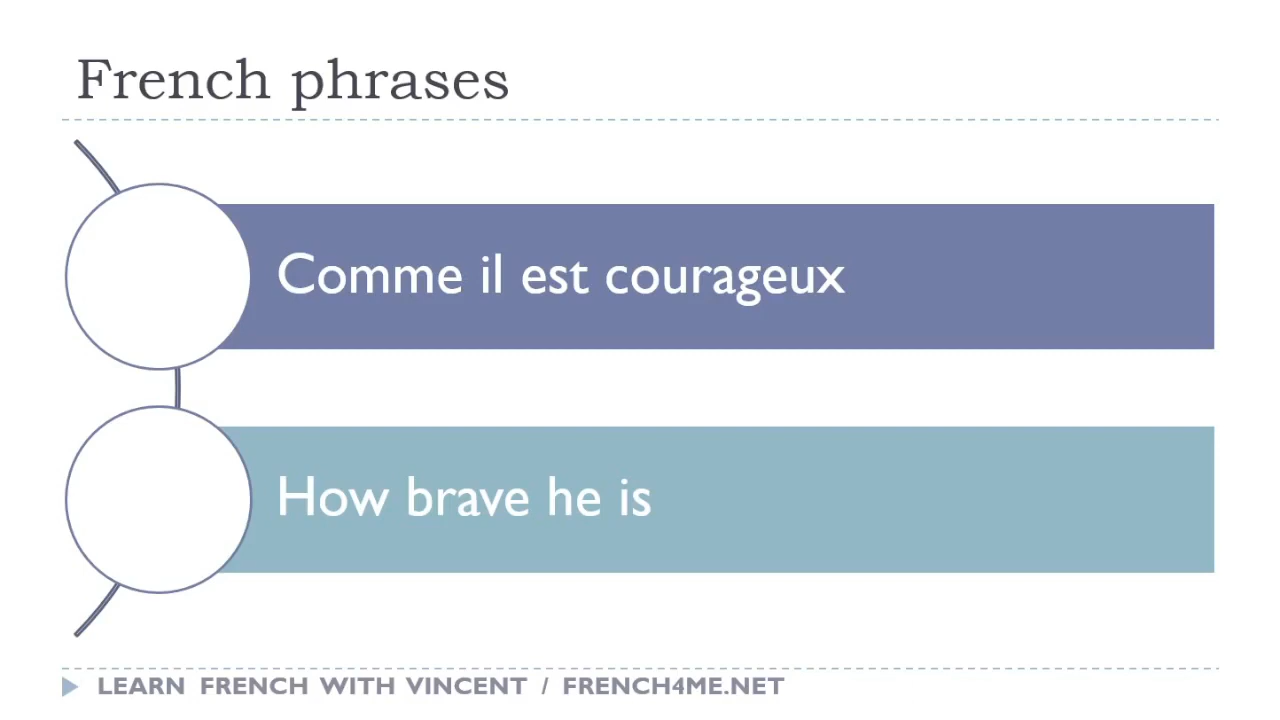 French phrases
Comme il est courageux
How brave he is
LEARN FRENCH WITH VINCENT / FRENCH4ME.NET